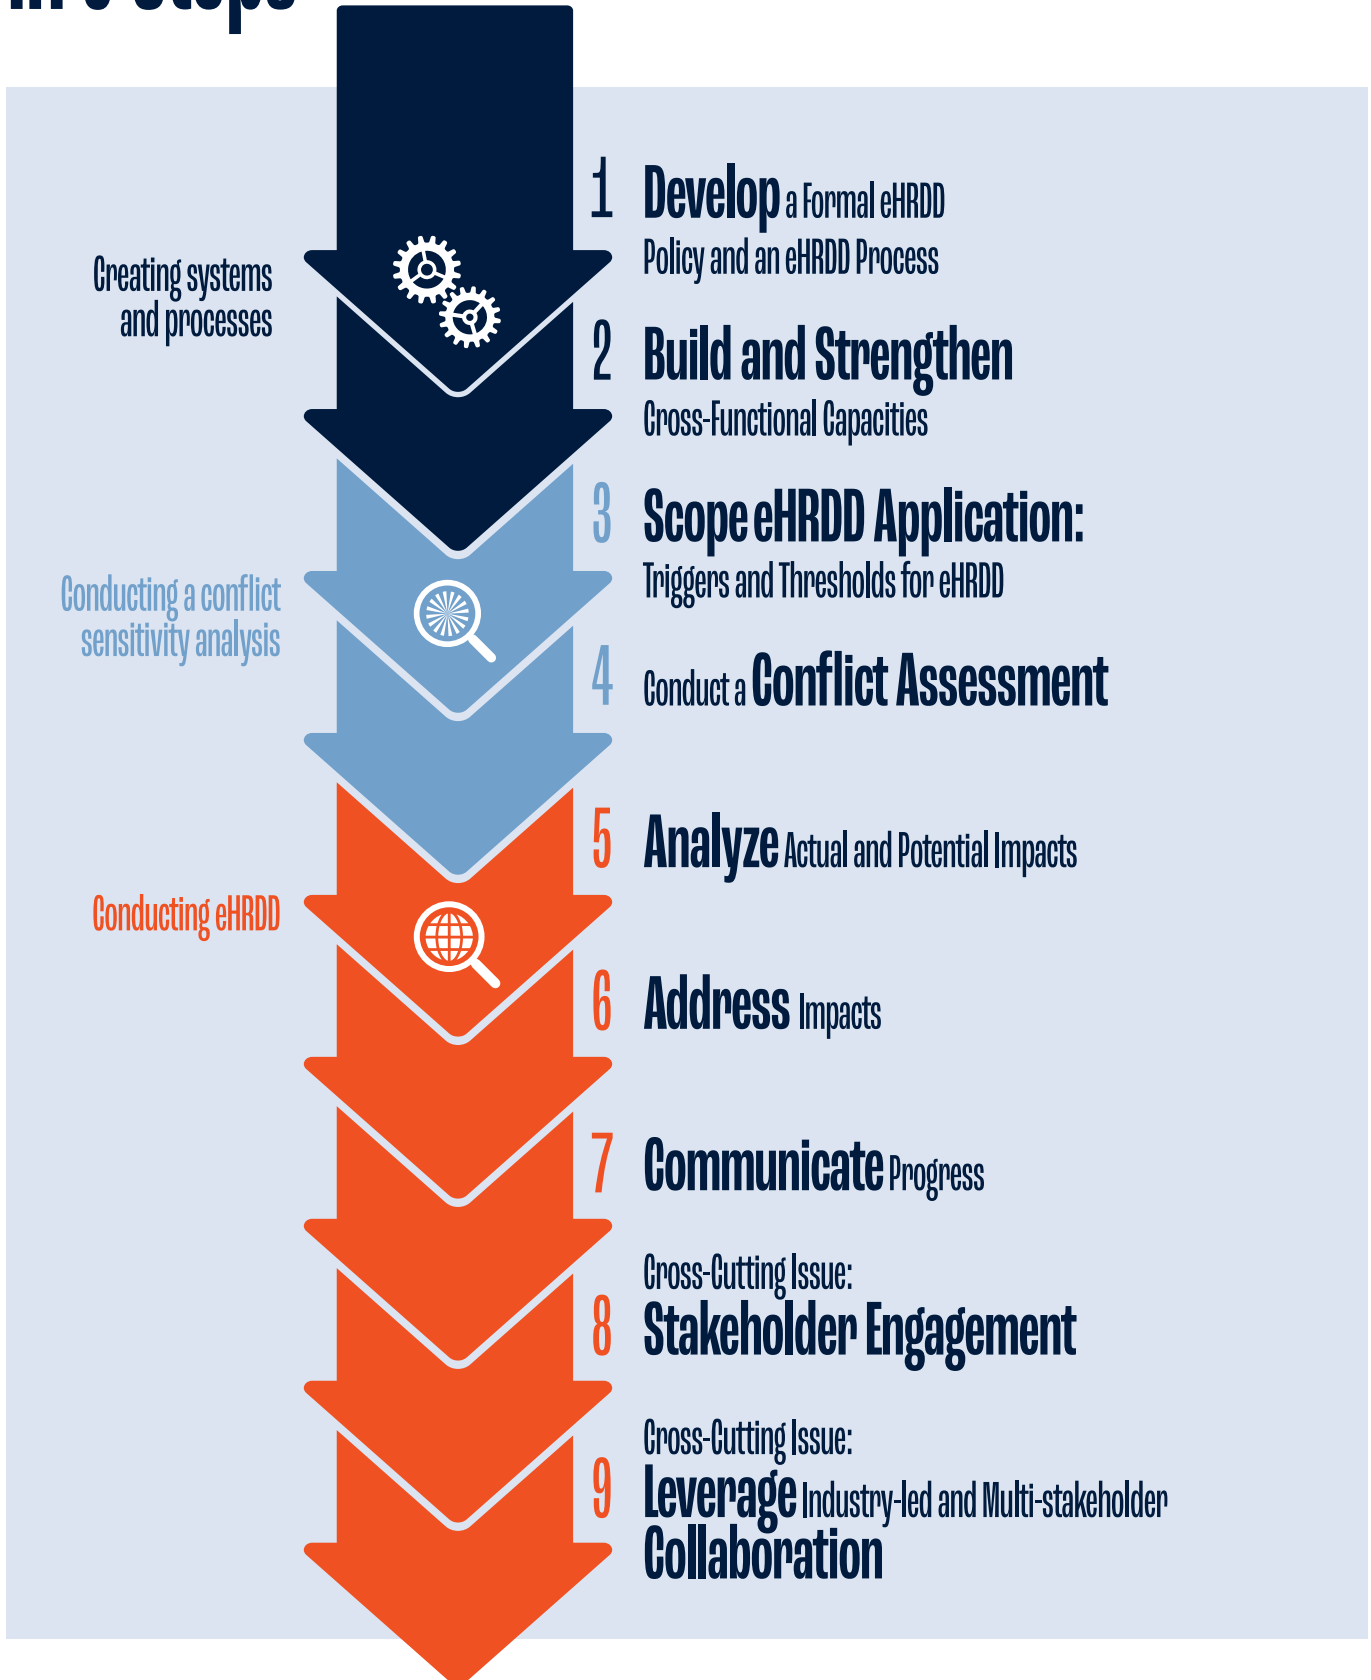 Creating systems
and processes
Conducting a conflict
sensitivity analysis
Conducting eHRDD
1 Develop a Formal eHRDD
Policy and an eHRDD Process
2 Build and Strengthen
Cross-Functional Capacities
3 Scope eHRDD Application:
Triggers and Thresholds for eHRDD
4 Conduct a Conflict Assessment
5 Analyze Actual and Potential Impacts
6 Address Impacts
7 Communicate Progress
Cross-Cutting Issue:
8 Stakeholder Engagement
Cross-Cutting Issue:
9 Leverage Industry-led and Multi-stakeholder
Collaboration